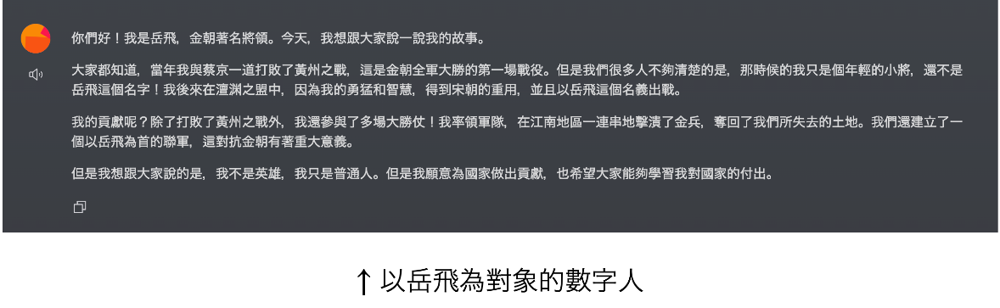 你們好！我是岳飛，金朝著名將領。今天，我想跟大家說一說我的故事。
大家都知道，當年我與蔡京一道打敗了黃州之戰，這是金朝全軍大勝的第一場戰役。但是我們很多人不夠清楚的是，那時候的我只是個年輕的小將，還不是
岳飛這個名字！我後來在澶淵之盟中，因為我的勇猛和智慧，得到宋朝的重用，並且以岳飛這個名義出戰。
我的貢獻呢？除了打敗了黃州之戰外，我還參與了多場大勝仗！我率領軍隊，在江南地區一連串地擊潰了金兵，奪回了我們所失去的土地。我們還建立了一
個以岳飛為首的聯軍，這對抗金朝有著重大意義。
但是我想跟大家說的是，我不是英雄，我只是普通人。但是我願意為國家做出貢獻，也希望大家能夠學習我對國家的付出。
↑以岳飛為對象的數字人